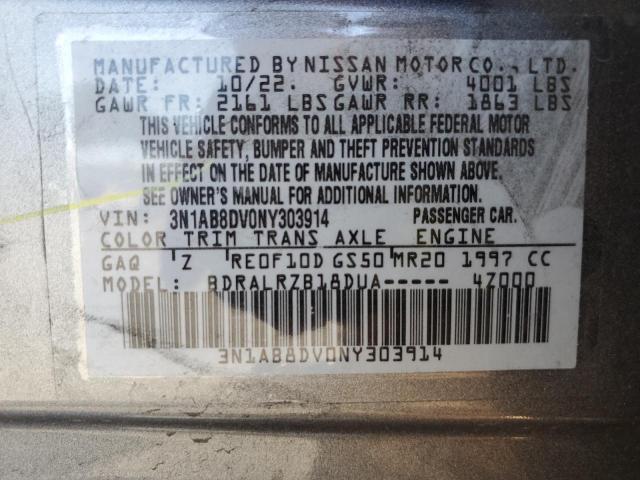 MANUFACTURED BY NISSAN MOTOR CO., LTD.
DATE: 10/22. GVWR: 4001 LBS
GAWR FR: 2161 LBS GAWR RR: 1863 LBS
THIS VEHICLE CONFORMS TO ALL APPLICABLE FEDERAL MOTOR
VEHICLE SAFETY, BUMPER AND THEFT PREVENTION STANDARDS
IN EFFECT ON THE DATE OF MANUFACTURE SHOWN ABOVE.
SEE OWNER'S MANUAL FOR ADDITIONAL INFORMATION.
VIN: 3N1AB8DV0NY303914 PASSENGER CAR.
COLOR TRIM TRANS AXLE ENGINE
GAQ Z RE0F10D GS50 MR20 1997 CC
MODEL: BDRALRZB18DUA----- 4Z000
3N1AB8DV0NY303914